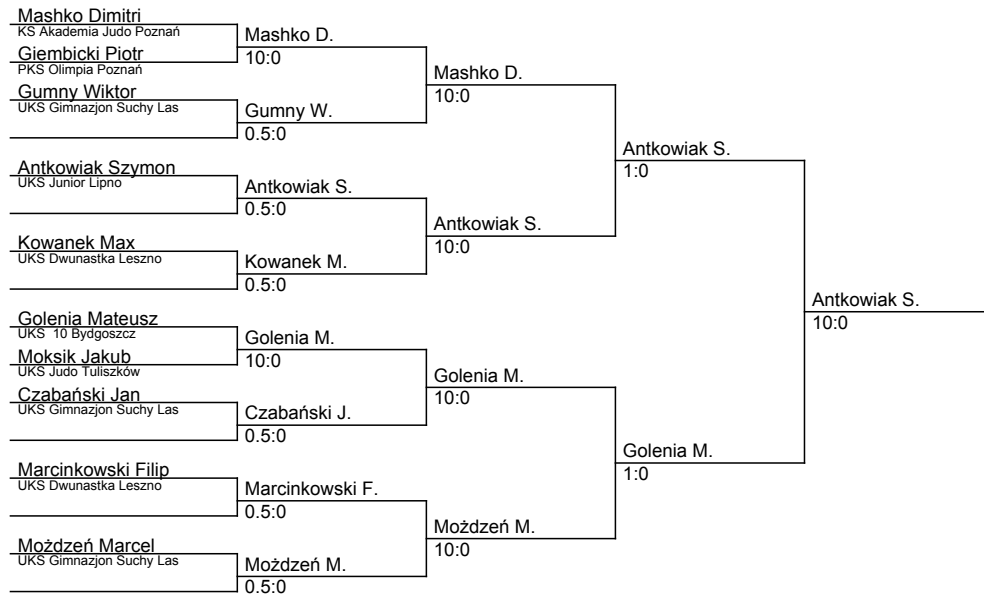 Mashko Dimitri
KS Akademia Judo Poznań
Giembicki Piotr
PKS Olimpia Poznań
Gumny Wiktor
UKS Gimnazjon Suchy Las
Antkowiak Szymon
UKS Junior Lipno
Kowanek Max
UKS Dwunastka Leszno
Golenia Mateusz
UKS  10 Bydgoszcz
Moksik Jakub
UKS Judo Tuliszków
Czabański Jan
UKS Gimnazjon Suchy Las
Marcinkowski Filip
UKS Dwunastka Leszno
Możdzeń Marcel
UKS Gimnazjon Suchy Las
Mashko D.
10:0
Gumny W.
0.5:0
Antkowiak S.
0.5:0
Kowanek M.
0.5:0
Golenia M.
10:0
Czabański J.
0.5:0
Marcinkowski F.
0.5:0
Możdzeń M.
0.5:0
Mashko D.
10:0
Antkowiak S.
10:0
Golenia M.
10:0
Możdzeń M.
10:0
Antkowiak S.
1:0
Golenia M.
1:0
Antkowiak S.
10:0